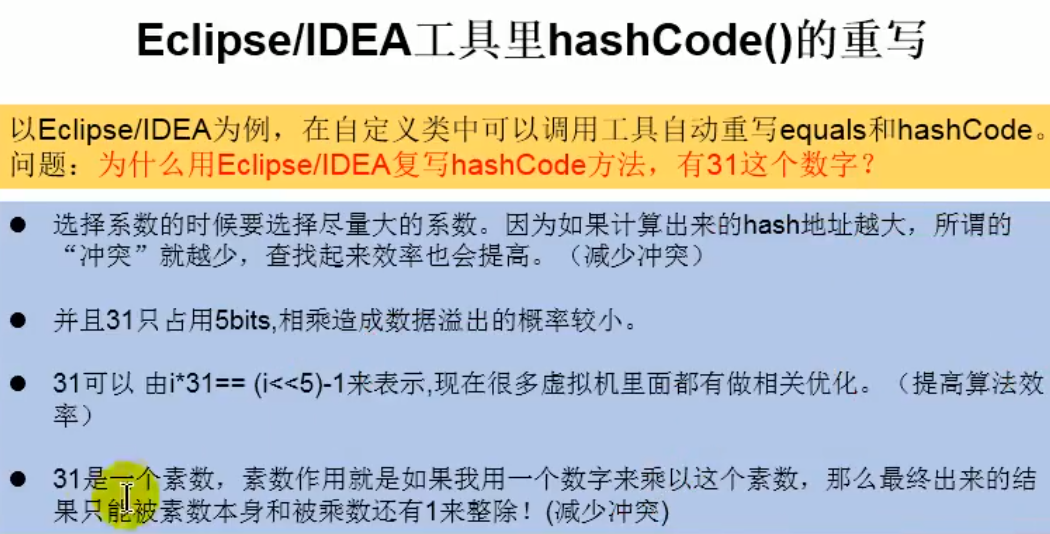 Eclipse/IDEA工具里hashCode()的重写
以Eclipse/IDEA为例，在自定义类中可以调用工具自动重写equals和hashCode。
问题：为什么用Eclipse/IDEA复写hashCode方法，有31这个数字？
● 选择系数的时候要选择尽量大的系数。因为如果计算出来的hash地址越大，所谓的
“冲突”就越少，查找起来效率也会提高。（减少冲突）
● 并且31只占用5bits,相乘造成数据溢出的概率较小。
● 31可以 由i*31== (i<<5)-1来表示,现在很多虚拟机里面都有做相关优化。（提高算法效
率）
● 31是一个素数，素数作用就是如果我用一个数字来乘以这个素数，那么最终出来的结
果只能被素数本身和被乘数还有1来整除！(减少冲突)